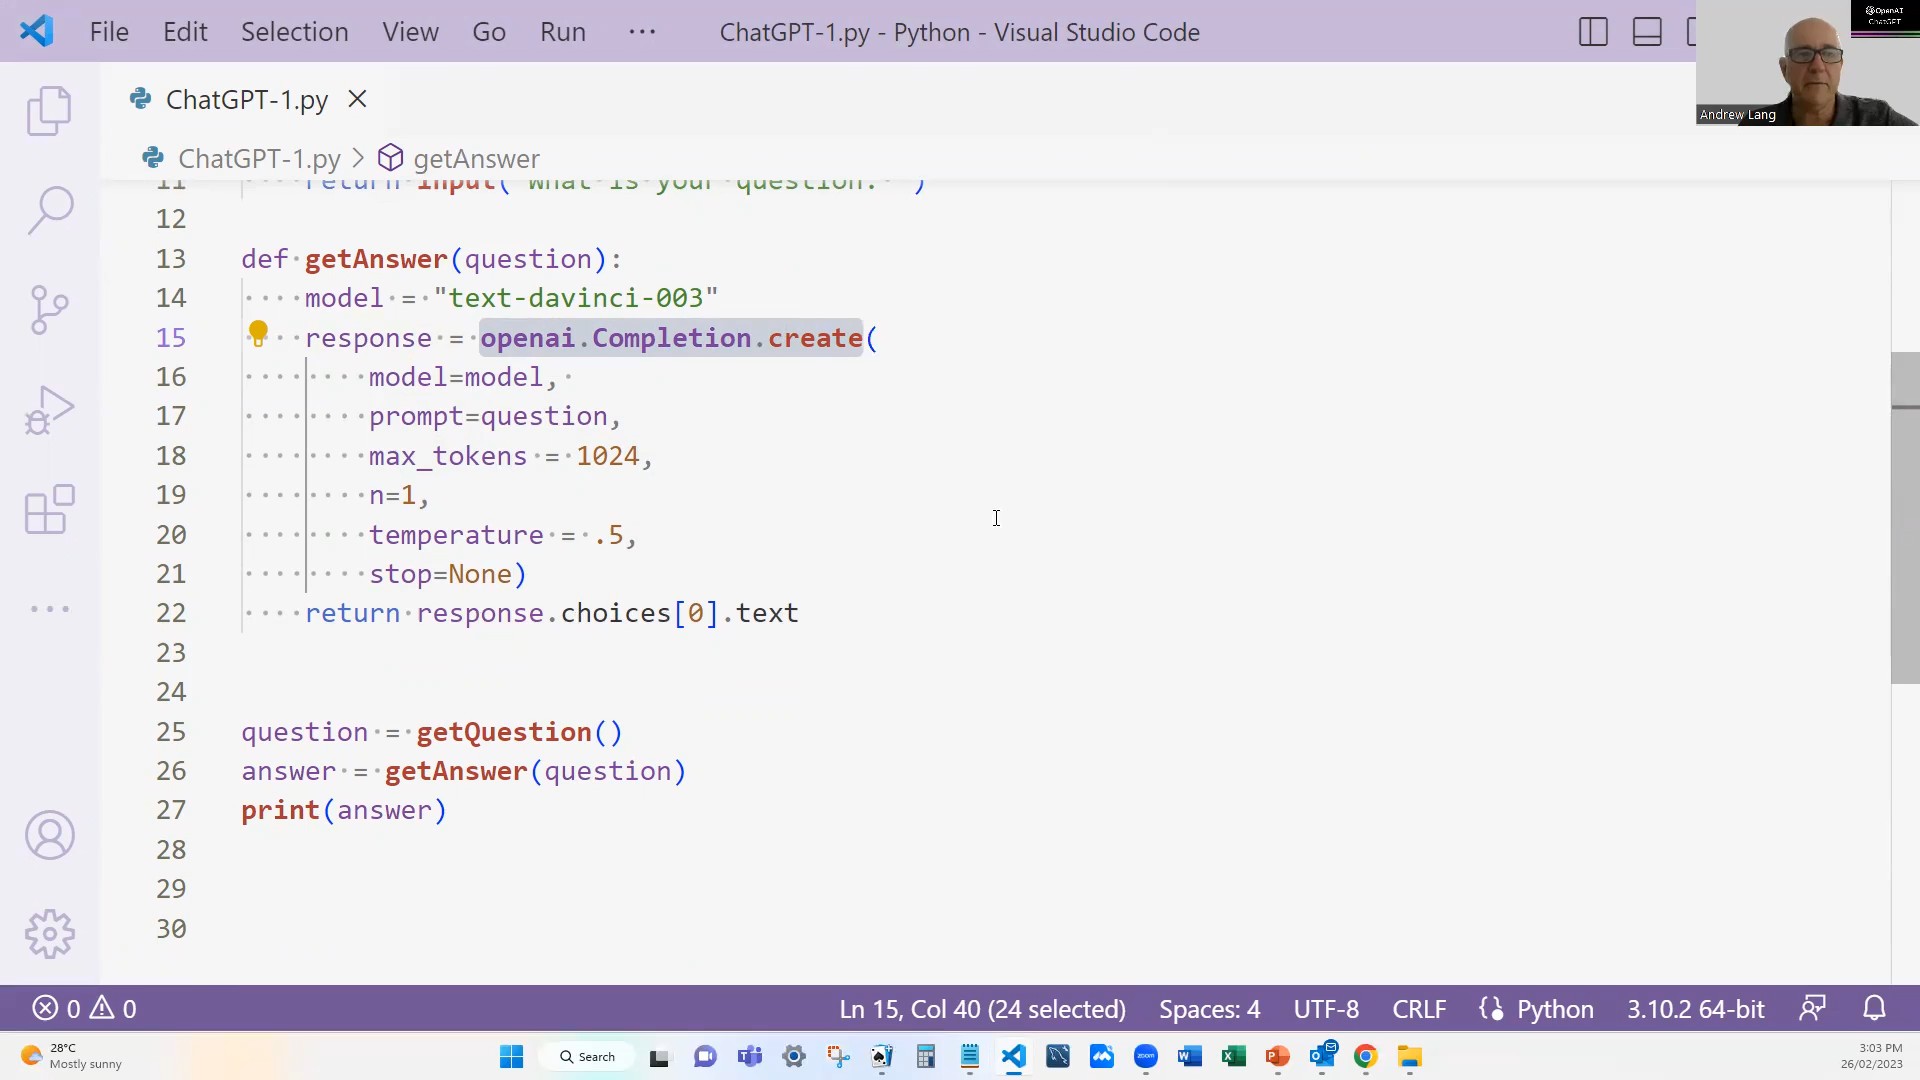 File Edit Selection View Go Run ··· ChatGPT-1.py - Python - Visual Studio Code
OpenAI
ChatGPT
Andrew Lang
ChatGPT-1.py
ChatGPT-1.py > getAnswer
11 return input("What is your question: ")
12
13 def getAnswer(question):
14 model = "text-davinci-003"
15 response = openai.Completion.create(
16 model=model,
17 prompt=question,
18 max_tokens = 1024,
19 n=1,
20 temperature = .5,
21 stop=None)
22 return response.choices[0].text
23
24
25 question = getQuestion()
26 answer = getAnswer(question)
27 print(answer)
28
29
30
0 0 Ln 15, Col 40 (24 selected) Spaces: 4 UTF-8 CRLF Python 3.10.2 64-bit
28°C
Mostly sunny
Search
zoom
3:03 PM
26/02/2023